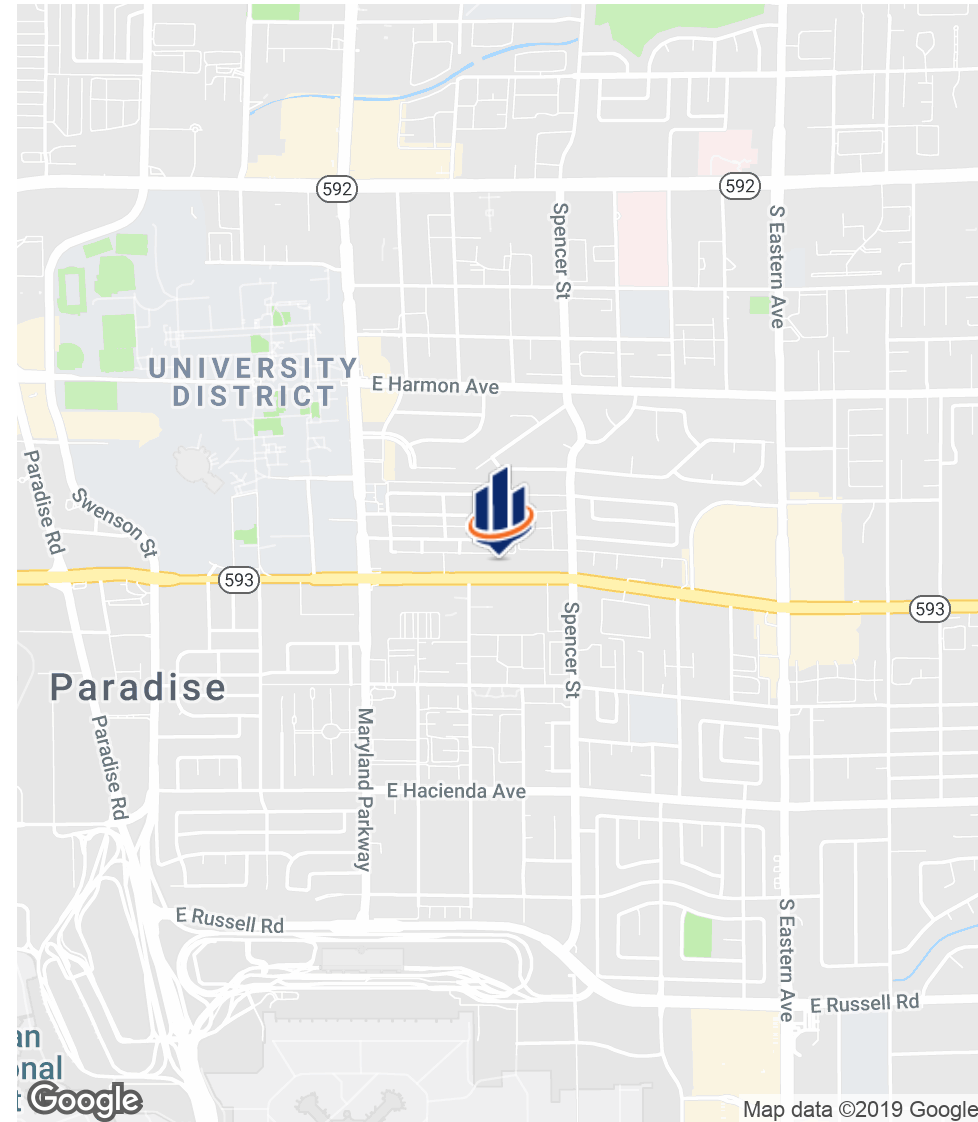 592
592
Spencer St
S Eastern Ave
UNIVERSITY
DISTRICT
E Harmon Ave
Paradise Rd
Swenson St
593
593
Spencer St
Paradise
Maryland Parkway
Paradise Rd
E Hacienda Ave
E Russell Rd
S Eastern Ave
E Russell Rd
an
onal
t
Google
Map data ©2019 Google